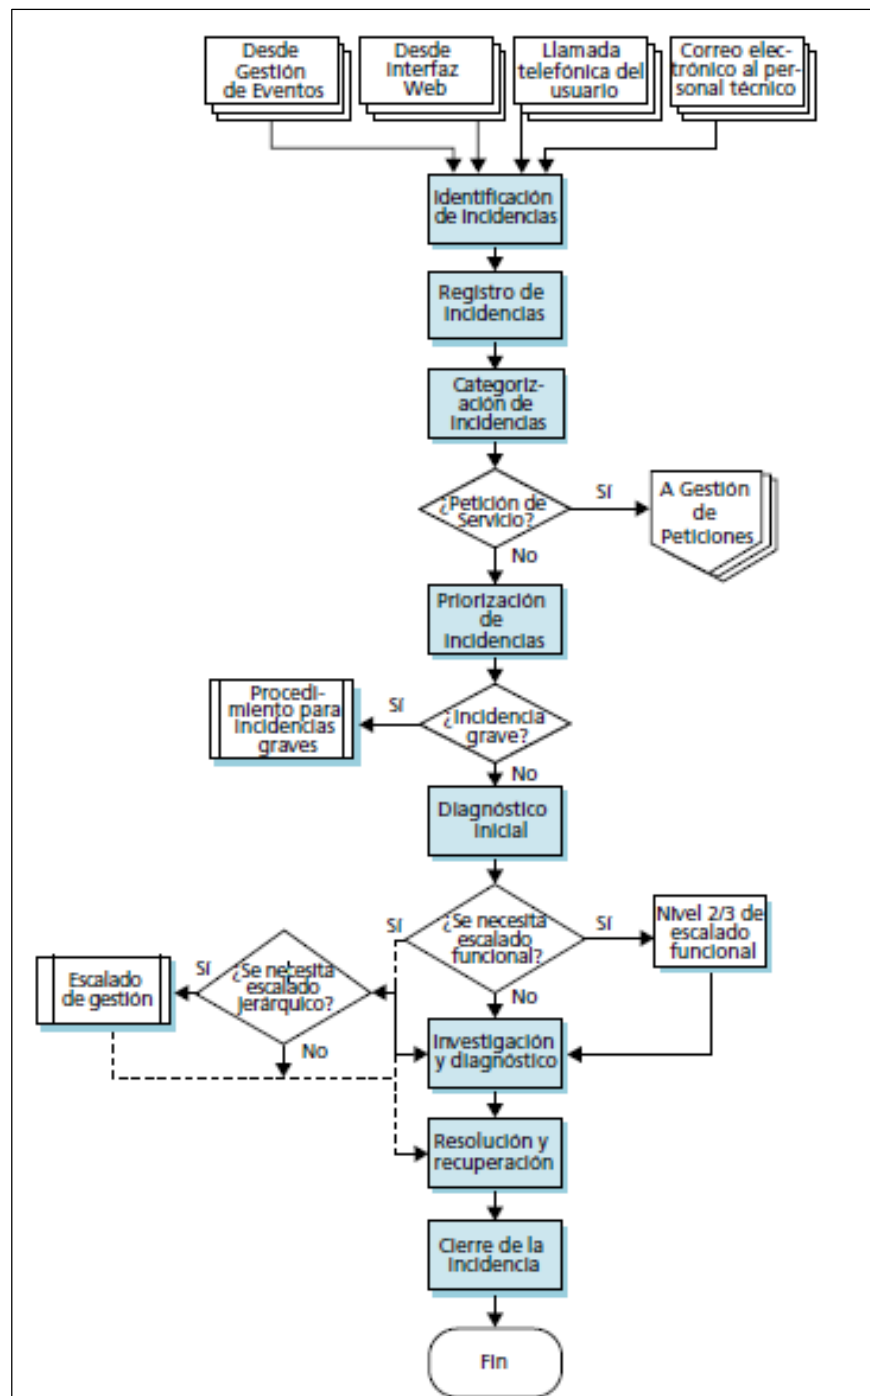 Desde
Gestión
de Eventos
Desde
Interfaz
Web
Llamada
telefónica del
usuario
Correo elec-
trónico al per-
sonal técnico
Identificación
de incidencias
Registro de
incidencias
Categoriz-
ación de
incidencias
¿Petición de
Servicio?
Sí
A Gestión
de
Peticiones
No
Priorización
de
incidencias
Procedi-
miento para
incidencias
graves
Sí
¿Incidencia
grave?
No
Diagnóstico
inicial
Sí
¿Se necesita
escalado
funcional?
Sí
Nivel 2/3 de
escalado
funcional
No
Escalado
de gestión
Sí
¿Se necesita
escalado
jerárquico?
No
Investigación
y diagnóstico
Resolución y
recuperación
Cierre de la
incidencia
Fin